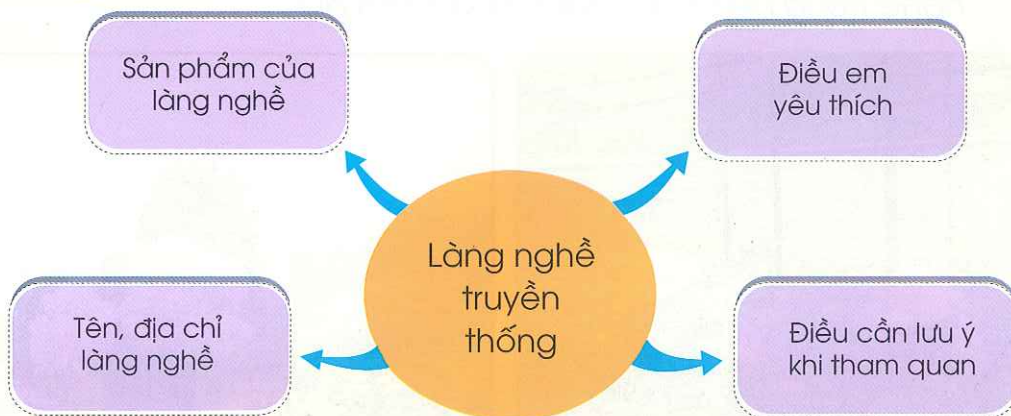 Sản phẩm của
làng nghề
Điều em
yêu thích
Làng nghề
truyền
thống
Tên, địa chỉ
làng nghề
Điều cần lưu ý
khi tham quan